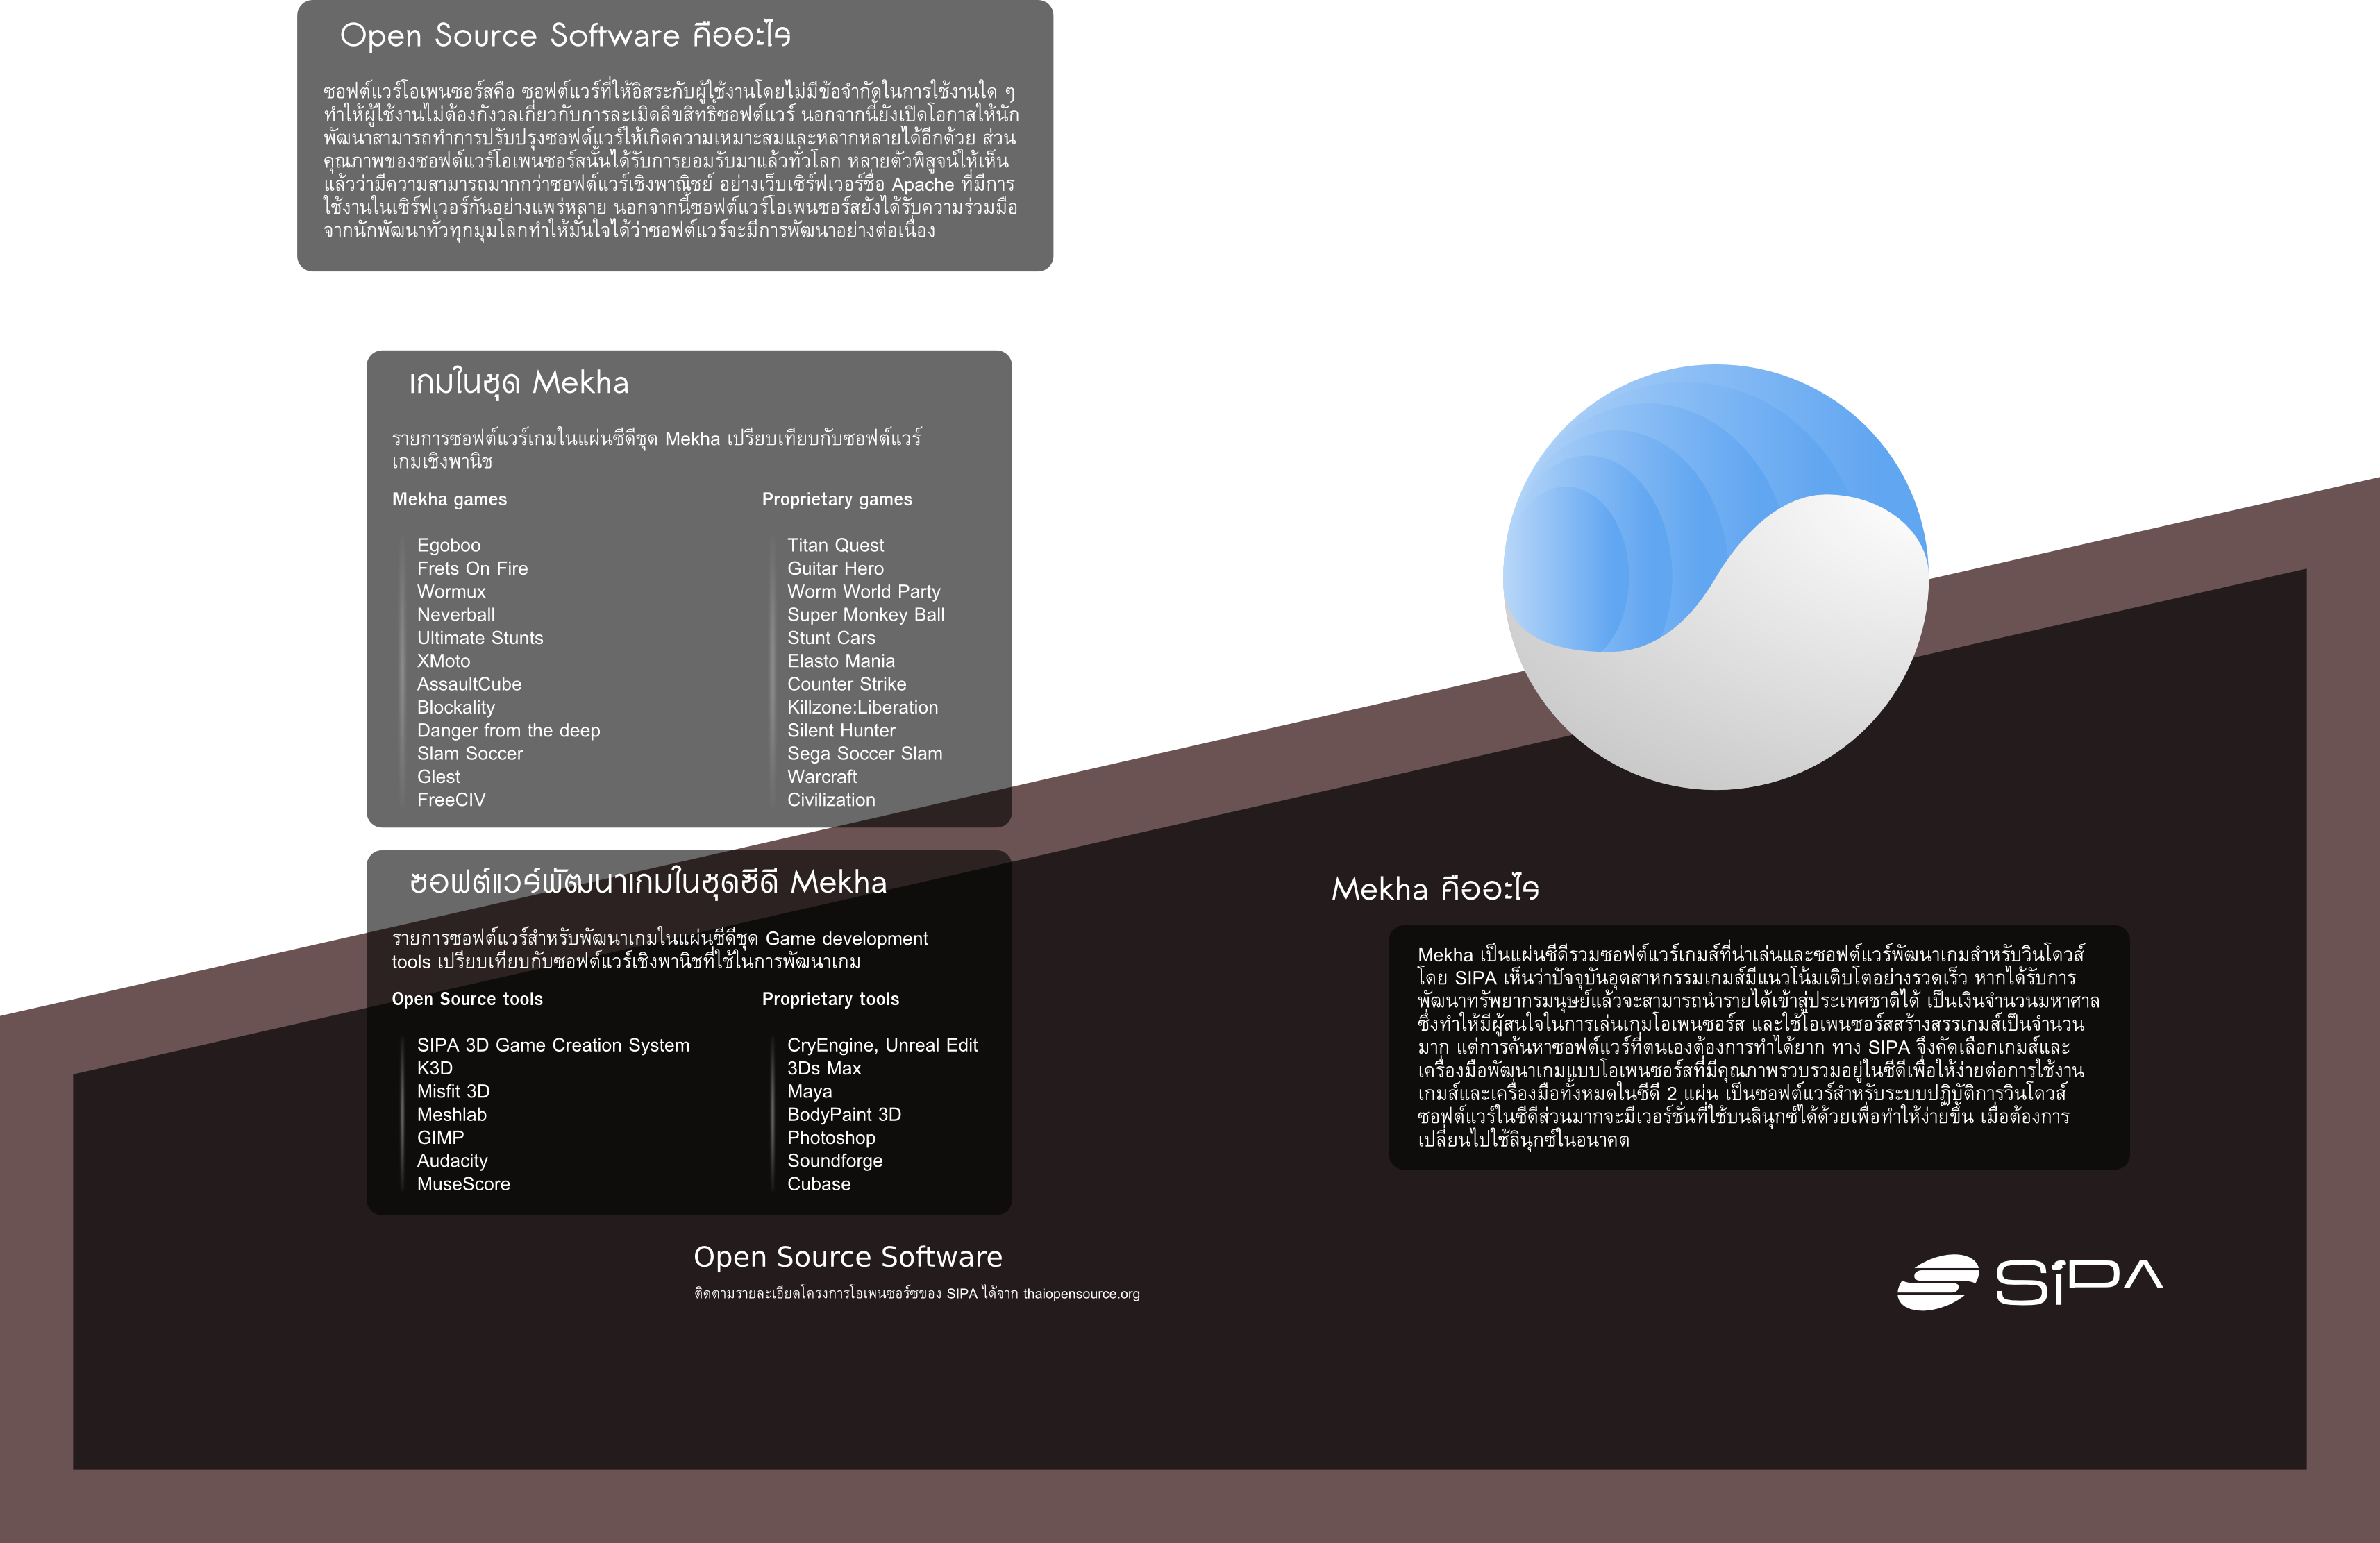 Open Source Software คืออะไร
ซอฟต์แวร์โอเพนซอร์สคือ ซอฟต์แวร์ที่ให้อิสระกับผู้ใช้งานโดยไม่มีข้อจำกัดในการใช้งานใด ๆ
ทำให้ผู้ใช้งานไม่ต้องกังวลเกี่ยวกับการละเมิดลิขสิทธิ์ซอฟต์แวร์ นอกจากนี้ยังเปิดโอกาสให้นัก
พัฒนาสามารถทำการปรับปรุงซอฟต์แวร์ให้เกิดความเหมาะสมและหลากหลายได้อีกด้วย ส่วน
คุณภาพของซอฟต์แวร์โอเพนซอร์สนั้นได้รับการยอมรับมาแล้วทั่วโลก หลายตัวพิสูจน์ให้เห็น
แล้วว่ามีความสามารถมากกว่าซอฟต์แวร์เชิงพาณิชย์ อย่างเว็บเซิร์ฟเวอร์ชื่อ Apache ที่มีการ
ใช้งานในเซิร์ฟเวอร์กันอย่างแพร่หลาย นอกจากนี้ซอฟต์แวร์โอเพนซอร์สยังได้รับความร่วมมือ
จากนักพัฒนาทั่วทุกมุมโลกทำให้มั่นใจได้ว่าซอฟต์แวร์จะมีการพัฒนาอย่างต่อเนื่อง
เกมในชุด Mekha
รายการซอฟต์แวร์เกมในแผ่นซีดีชุด Mekha เปรียบเทียบกับซอฟต์แวร์
เกมเชิงพานิช
Mekha games
Egoboo
Frets On Fire
Wormux
Neverball
Ultimate Stunts
XMoto
AssaultCube
Blockality
Danger from the deep
Slam Soccer
Glest
FreeCIV
Proprietary games
Titan Quest
Guitar Hero
Worm World Party
Super Monkey Ball
Stunt Cars
Elasto Mania
Counter Strike
Killzone:Liberation
Silent Hunter
Sega Soccer Slam
Warcraft
Civilization
ซอฟต์แวร์พัฒนาเกมในชุดซีดี Mekha
รายการซอฟต์แวร์สำหรับพัฒนาเกมในแผ่นซีดีชุด Game development
tools เปรียบเทียบกับซอฟต์แวร์เชิงพานิชที่ใช้ในการพัฒนาเกม
Open Source tools
SIPA 3D Game Creation System
K3D
Misfit 3D
Meshlab
GIMP
Audacity
MuseScore
Proprietary tools
CryEngine, Unreal Edit
3Ds Max
Maya
BodyPaint 3D
Photoshop
Soundforge
Cubase
Open Source Software
ติดตามรายละเอียดโครงการโอเพนซอร์ซของ SIPA ได้จาก thaiopensource.org
Mekha คืออะไร
Mekha เป็นแผ่นซีดีรวมซอฟต์แวร์เกมส์ที่น่าเล่นและซอฟต์แวร์พัฒนาเกมสำหรับวินโดวส์
โดย SIPA เห็นว่าปัจจุบันอุตสาหกรรมเกมส์มีแนวโน้มเติบโตอย่างรวดเร็ว หากได้รับการ
พัฒนาทรัพยากรมนุษย์แล้วจะสามารถนำรายได้เข้าสู่ประเทศชาติได้ เป็นเงินจำนวนมหาศาล
ซึ่งทำให้มีผู้สนใจในการเล่นเกมโอเพนซอร์ส และใช้โอเพนซอร์สสร้างสรรเกมส์เป็นจำนวน
มาก แต่การค้นหาซอฟต์แวร์ที่ตนเองต้องการทำได้ยาก ทาง SIPA จึงคัดเลือกเกมส์และ
เครื่องมือพัฒนาเกมแบบโอเพนซอร์สที่มีคุณภาพรวบรวมอยู่ในซีดีเพื่อให้ง่ายต่อการใช้งาน
เกมส์และเครื่องมือทั้งหมดในซีดี 2 แผ่น เป็นซอฟต์แวร์สำหรับระบบปฏิบัติการวินโดวส์
ซอฟต์แวร์ในซีดีส่วนมากจะมีเวอร์ชั่นที่ใช้บนลินุกซ์ได้ด้วยเพื่อทำให้ง่ายขึ้น เมื่อต้องการ
เปลี่ยนไปใช้ลินุกซ์ในอนาคต
SiPA